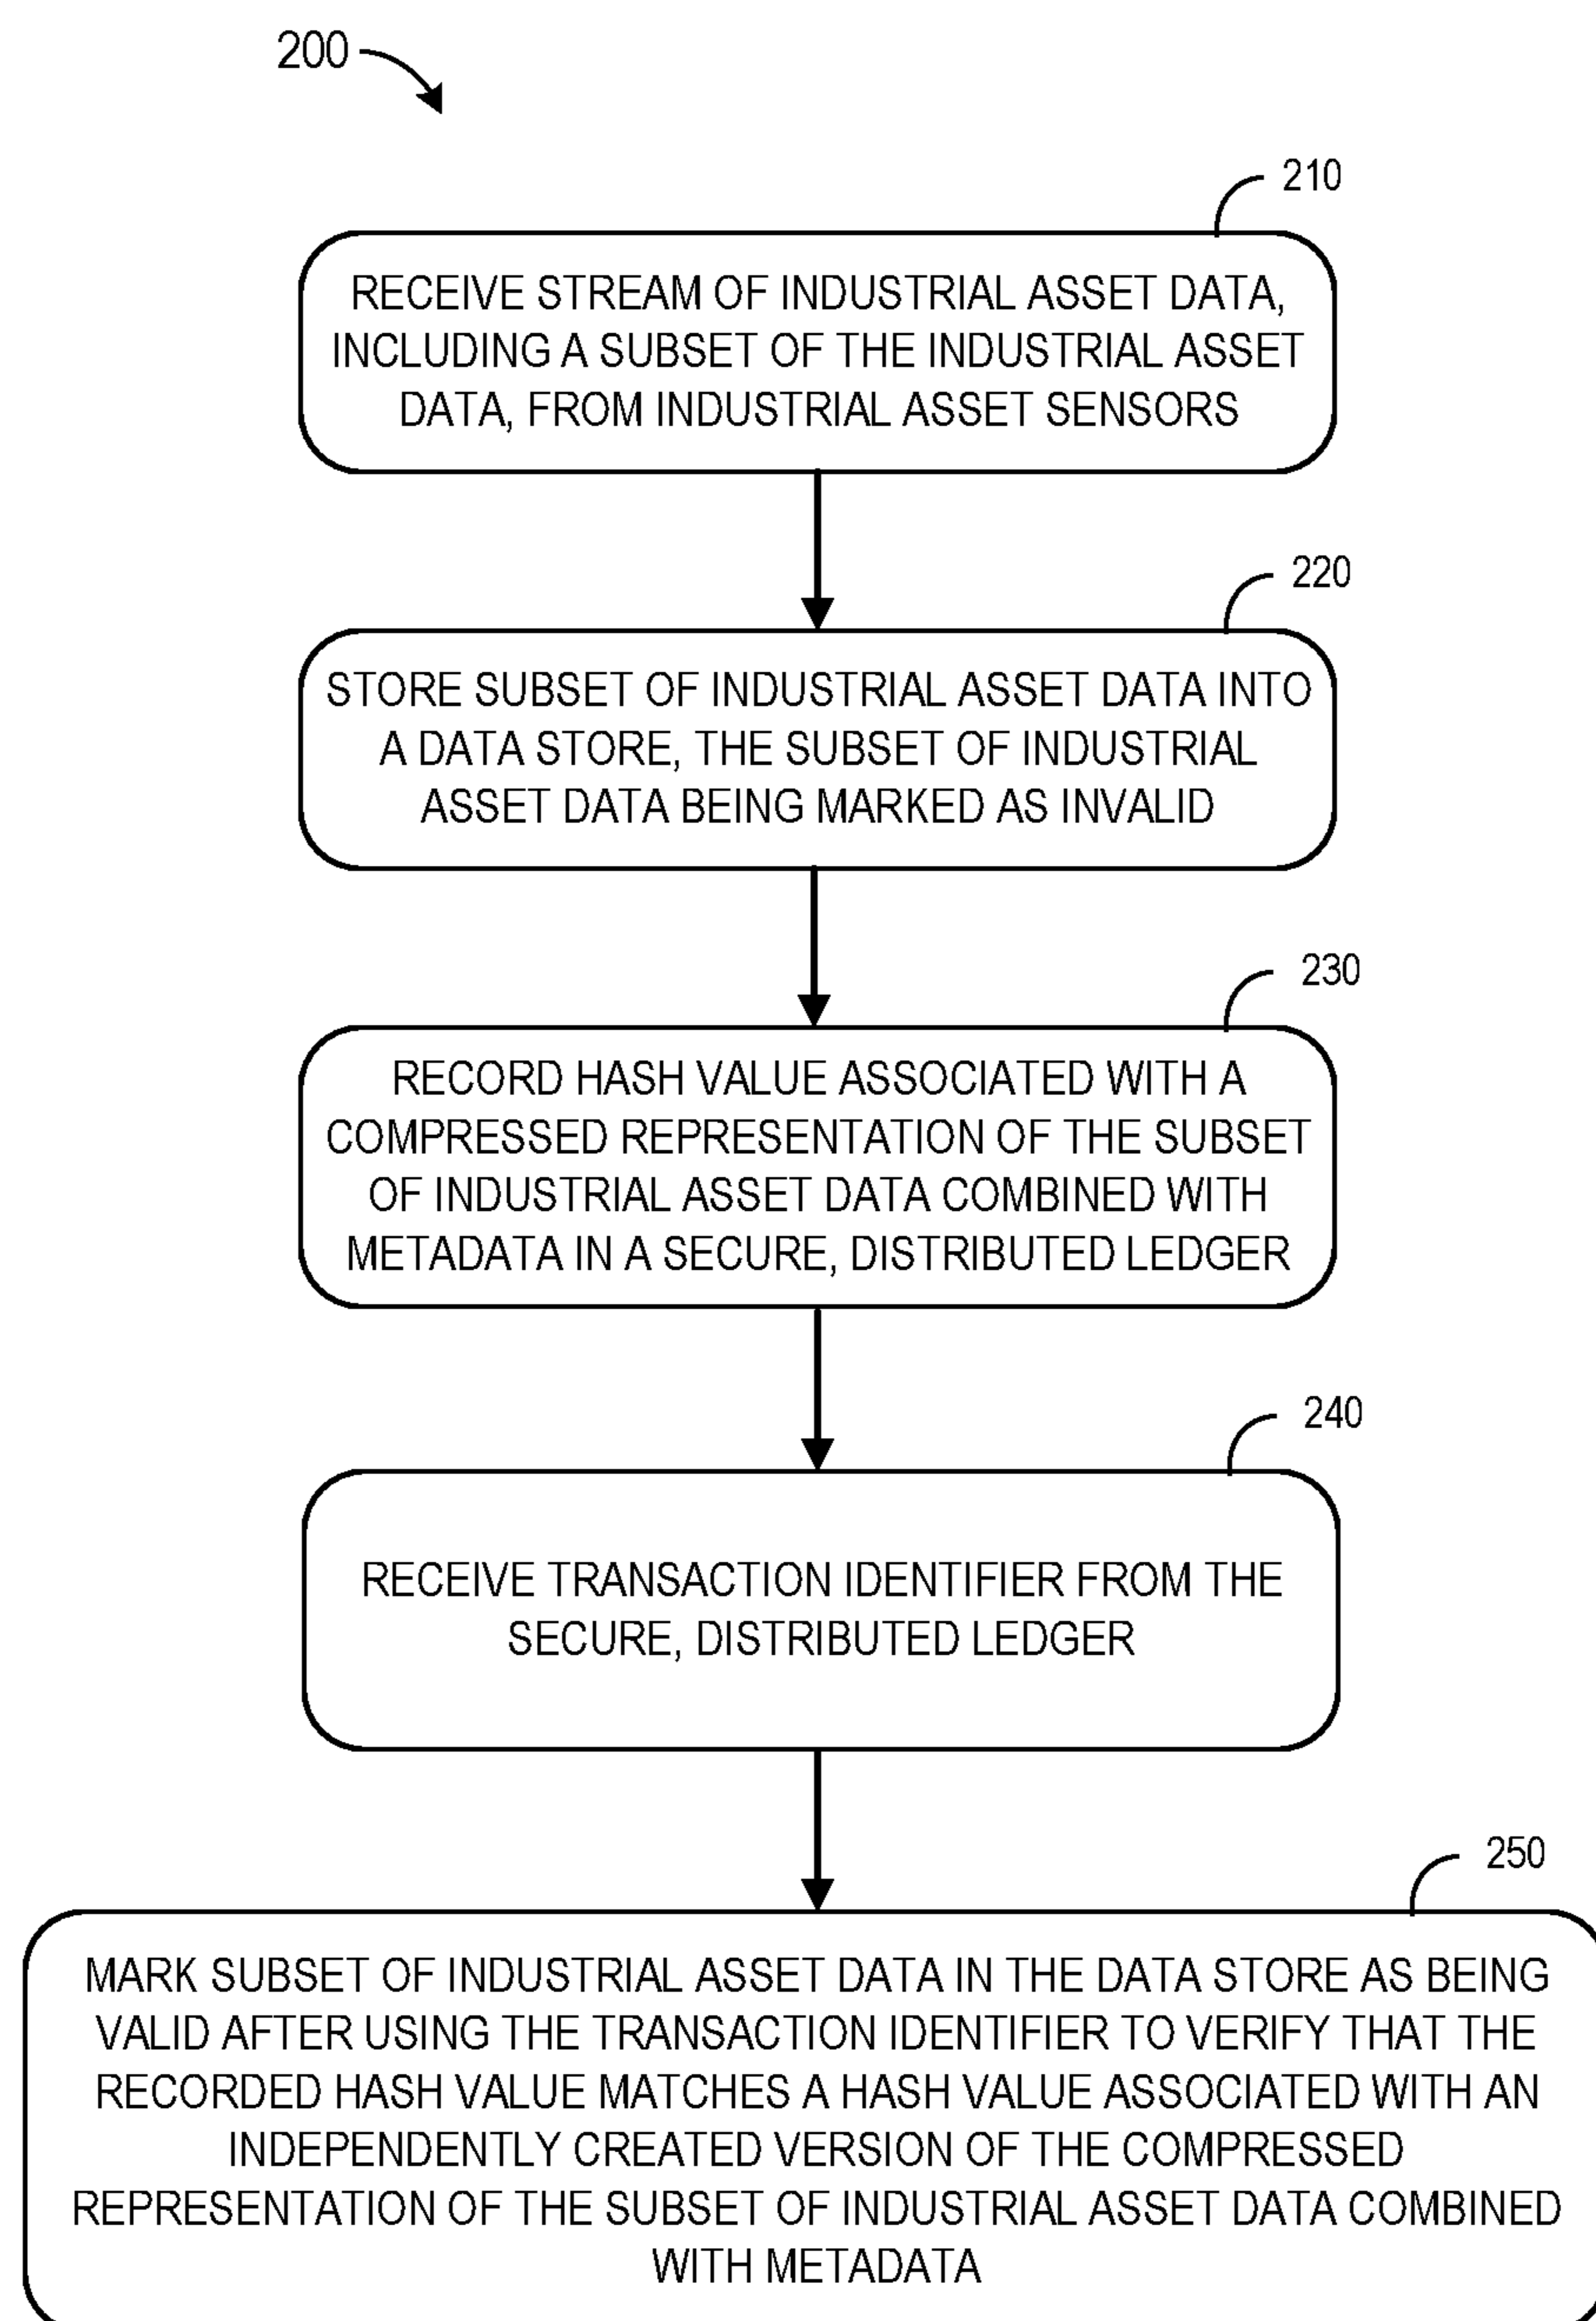 200
210
RECEIVE STREAM OF INDUSTRIAL ASSET DATA,
INCLUDING A SUBSET OF THE INDUSTRIAL ASSET
DATA, FROM INDUSTRIAL ASSET SENSORS
220
STORE SUBSET OF INDUSTRIAL ASSET DATA INTO
A DATA STORE, THE SUBSET OF INDUSTRIAL
ASSET DATA BEING MARKED AS INVALID
230
RECORD HASH VALUE ASSOCIATED WITH A
COMPRESSED REPRESENTATION OF THE SUBSET
OF INDUSTRIAL ASSET DATA COMBINED WITH
METADATA IN A SECURE, DISTRIBUTED LEDGER
240
RECEIVE TRANSACTION IDENTIFIER FROM THE
SECURE, DISTRIBUTED LEDGER
250
MARK SUBSET OF INDUSTRIAL ASSET DATA IN THE DATA STORE AS BEING
VALID AFTER USING THE TRANSACTION IDENTIFIER TO VERIFY THAT THE
RECORDED HASH VALUE MATCHES A HASH VALUE ASSOCIATED WITH AN
INDEPENDENTLY CREATED VERSION OF THE COMPRESSED
REPRESENTATION OF THE SUBSET OF INDUSTRIAL ASSET DATA COMBINED
WITH METADATA